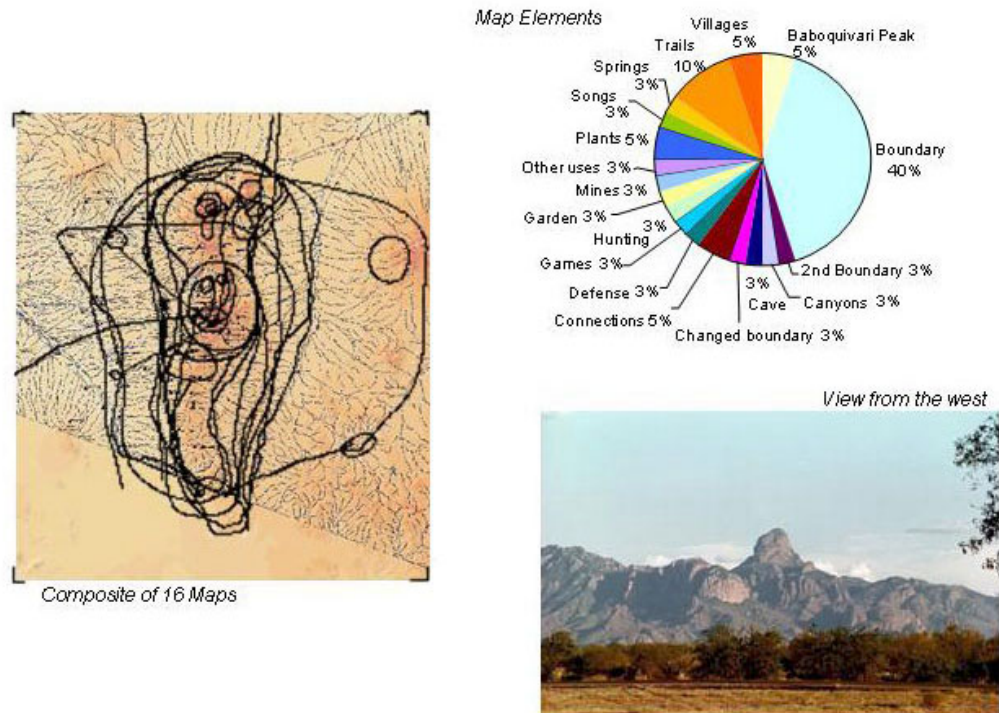 Map Elements
Villages
5%
Baboquivari Peak
5%
Trails
10%
Springs
3%
Songs
3%
Plants 5%
Other uses 3%
Mines 3%
Garden 3%
3%
Hunting
Games 3%
Defense 3%
Connections 5%
Changed boundary 3%
3%
Cave
Canyons 3%
2nd Boundary 3%
Boundary
40%
View from the west
Composite of 16 Maps